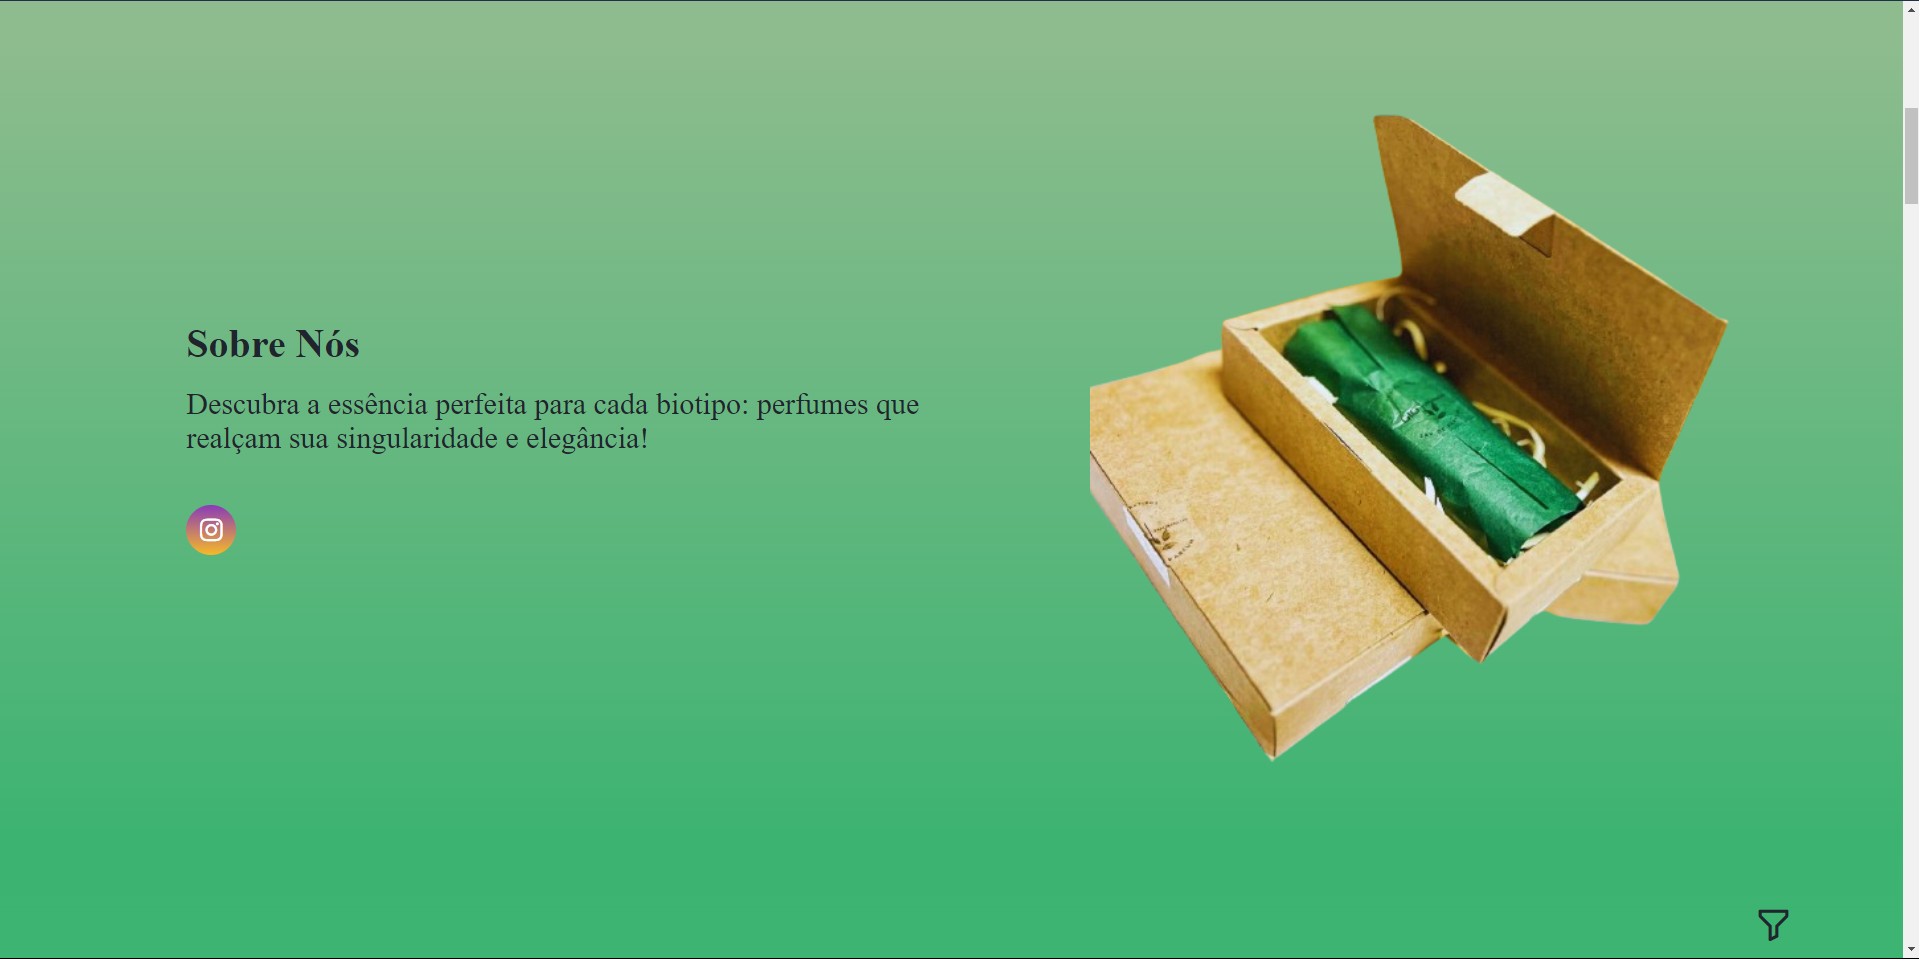 Sobre Nós
Descubra a essência perfeita para cada biotipo: perfumes que
realçam sua singularidade e elegância!